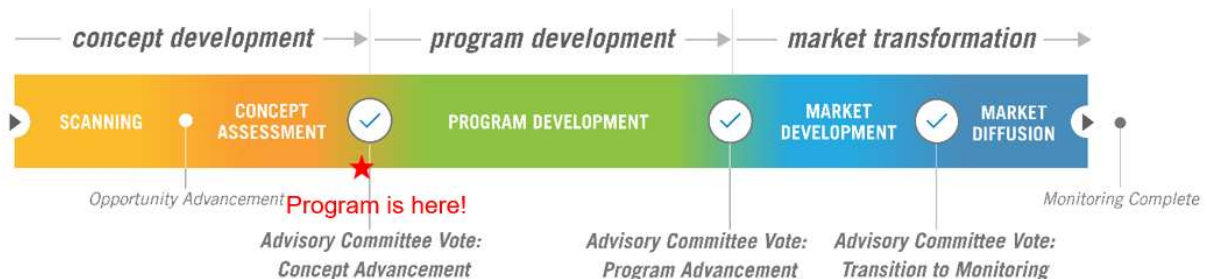 concept development
program development
market transformation
SCANNING
CONCEPT
ASSESSMENT
PROGRAM DEVELOPMENT
MARKET
DEVELOPMENT
MARKET
DIFFUSION
Opportunity Advancement
Program is here!
Monitoring Complete
Advisory Committee Vote:
Concept Advancement
Advisory Committee Vote:
Program Advancement
Advisory Committee Vote:
Transition to Monitoring